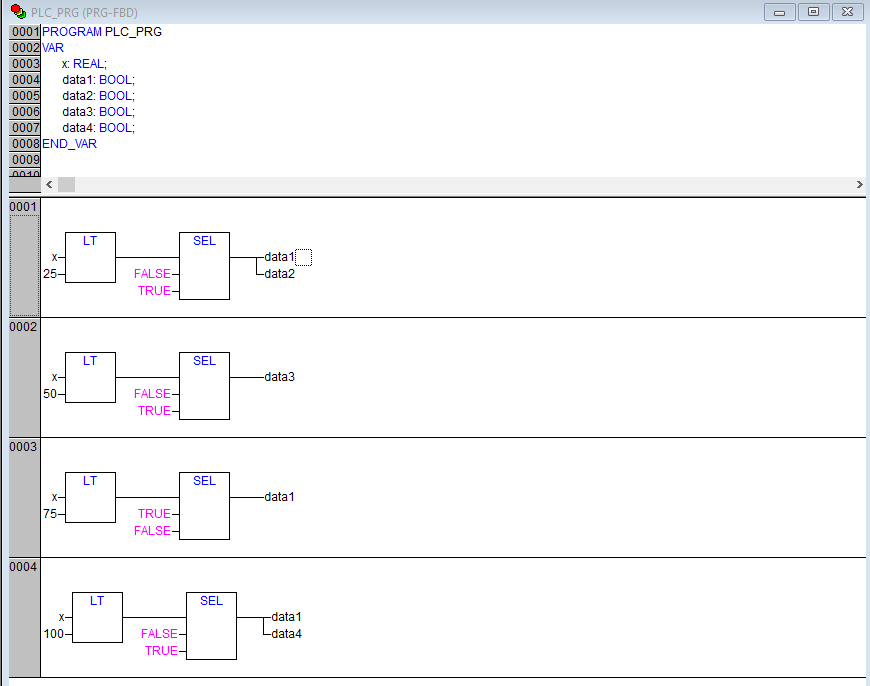 PLC_PRG (PRG-FBD)
0001 PROGRAM PLC_PRG
0002 VAR
0003 x: REAL;
0004 data1: BOOL;
0005 data2: BOOL;
0006 data3: BOOL;
0007 data4: BOOL;
0008 END_VAR
0009
0010
0001
LT SEL
x data1
25 FALSE data2
TRUE
0002
LT SEL
x data3
50 FALSE
TRUE
0003
LT SEL
x data1
75 TRUE
FALSE
0004
LT SEL
x data1
100 FALSE data4
TRUE